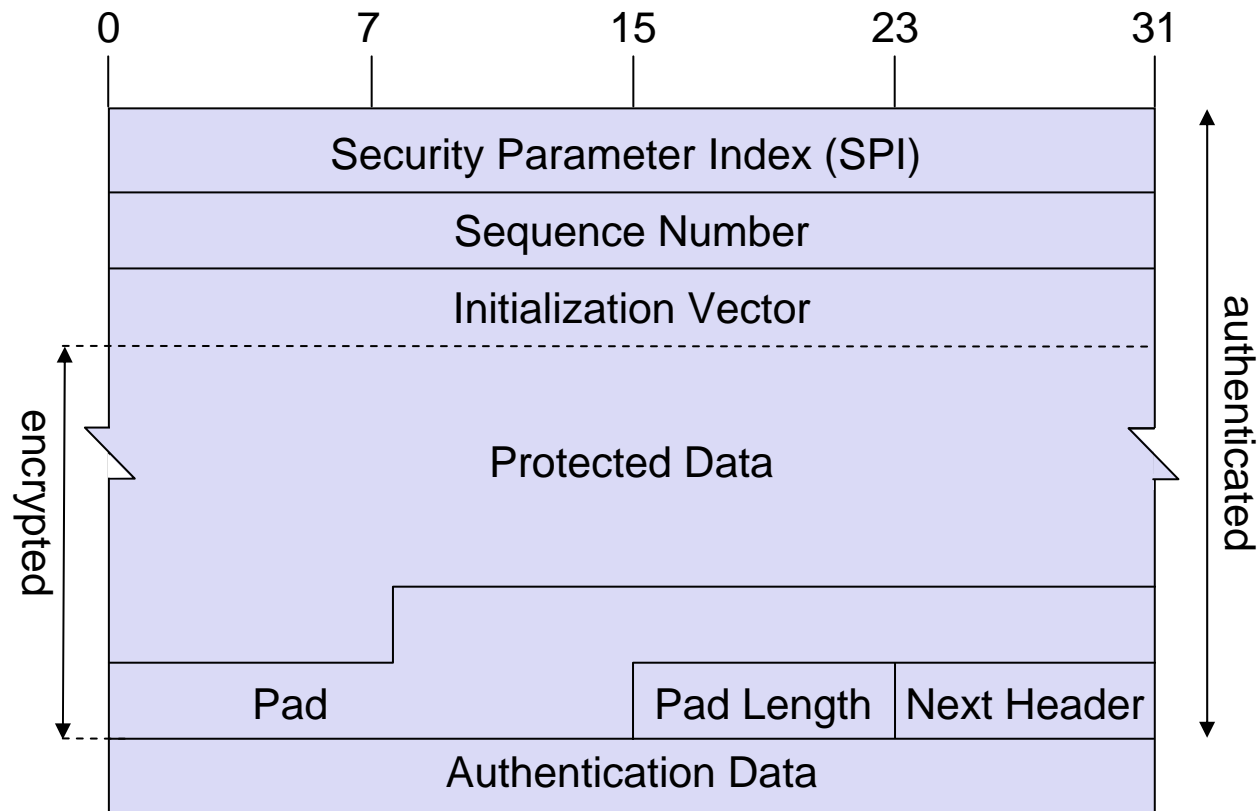 0 7 15 23 31
Security Parameter Index (SPI)
Sequence Number
Initialization Vector
authenticated
encrypted
Protected Data
Pad
Pad Length
Next Header
Authentication Data